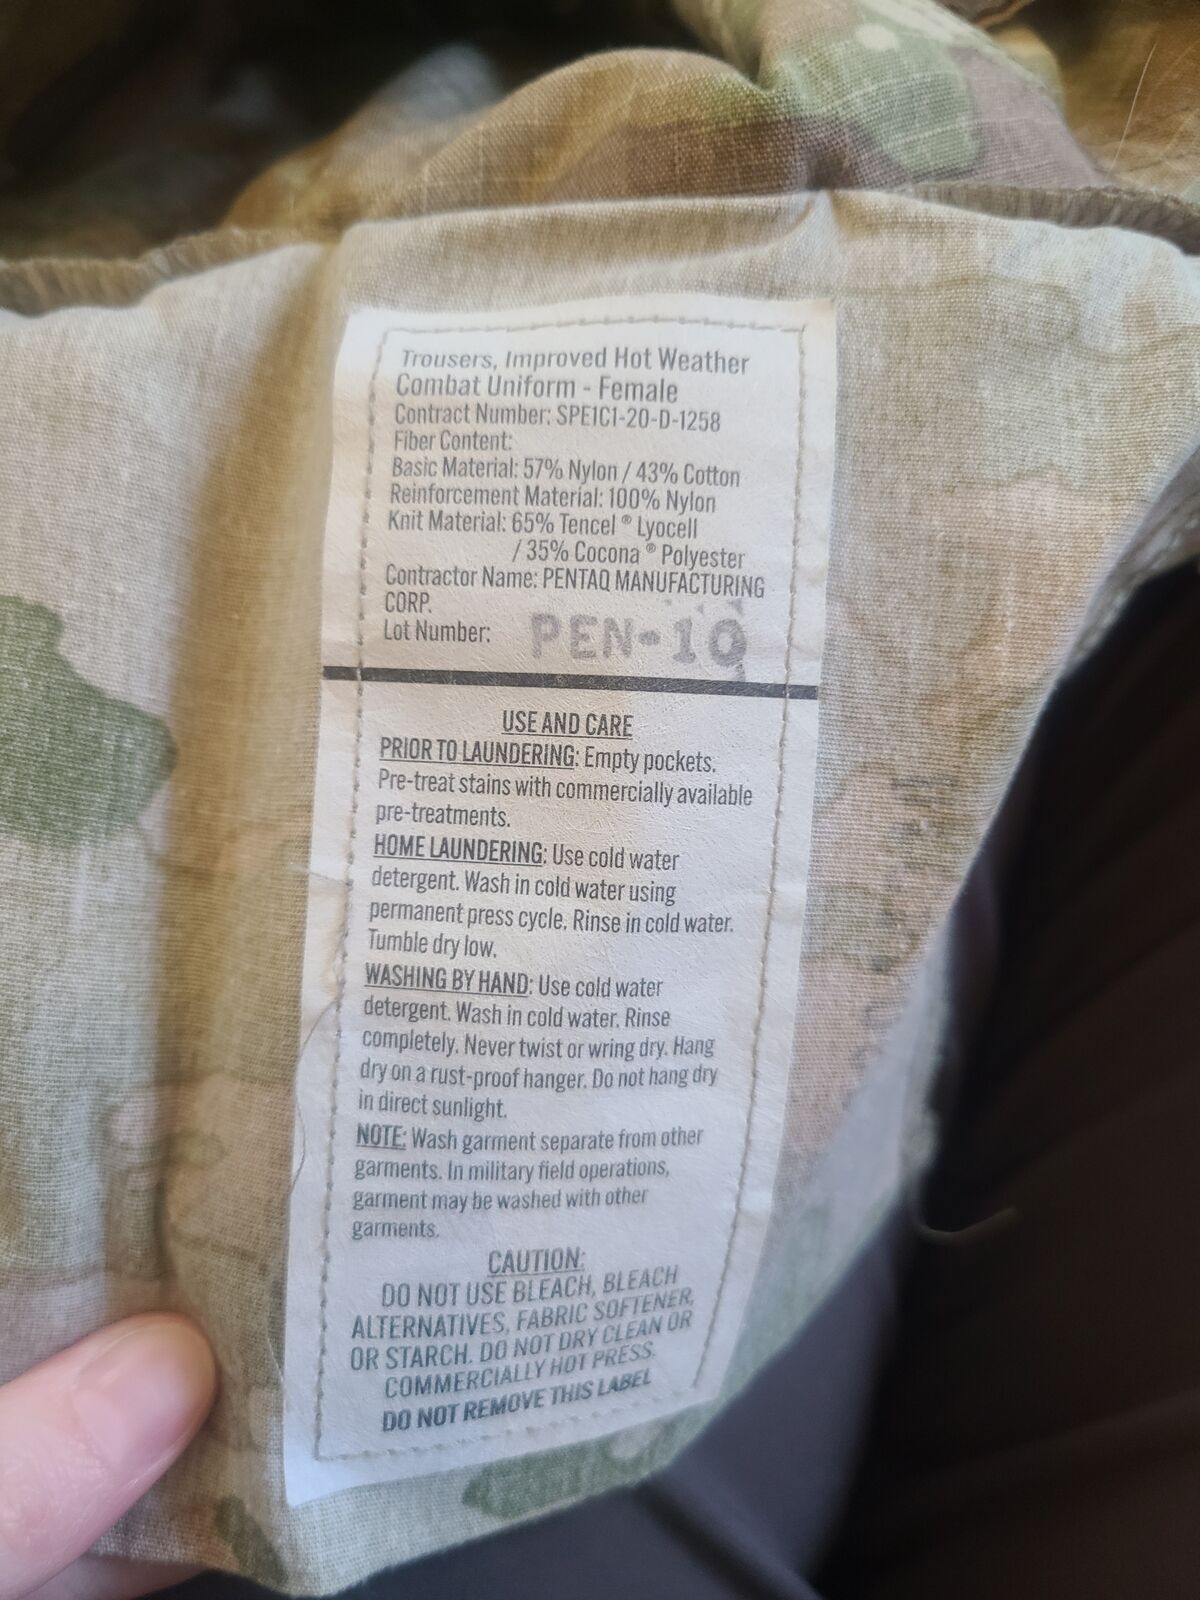 Trousers, Improved Hot Weather
Combat Uniform - Female
Contract Number: SPE1C1-20-D-1258
Fiber Content:
Basic Material: 57% Nylon / 43% Cotton
Reinforcement Material: 100% Nylon
Knit Material: 65% Tencel ® Lyocell
/ 35% Cocona ® Polyester
Contractor Name: PENTAQ MANUFACTURING
CORP.
Lot Number: PEN-10
USE AND CARE
PRIOR TO LAUNDERING: Empty pockets.
Pre-treat stains with commercially available
pre-treatments.
HOME LAUNDERING: Use cold water
detergent. Wash in cold water using
permanent press cycle. Rinse in cold water.
Tumble dry low.
WASHING BY HAND: Use cold water
detergent. Wash in cold water. Rinse
completely. Never twist or wring dry. Hang
dry on a rust-proof hanger. Do not hang dry
in direct sunlight.
NOTE: Wash garment separate from other
garments. In military field operations,
garment may be washed with other
garments.
CAUTION:
DO NOT USE BLEACH, BLEACH
ALTERNATIVES, FABRIC SOFTENER,
OR STARCH. DO NOT DRY CLEAN OR
COMMERCIALLY HOT PRESS.
DO NOT REMOVE THIS LABEL